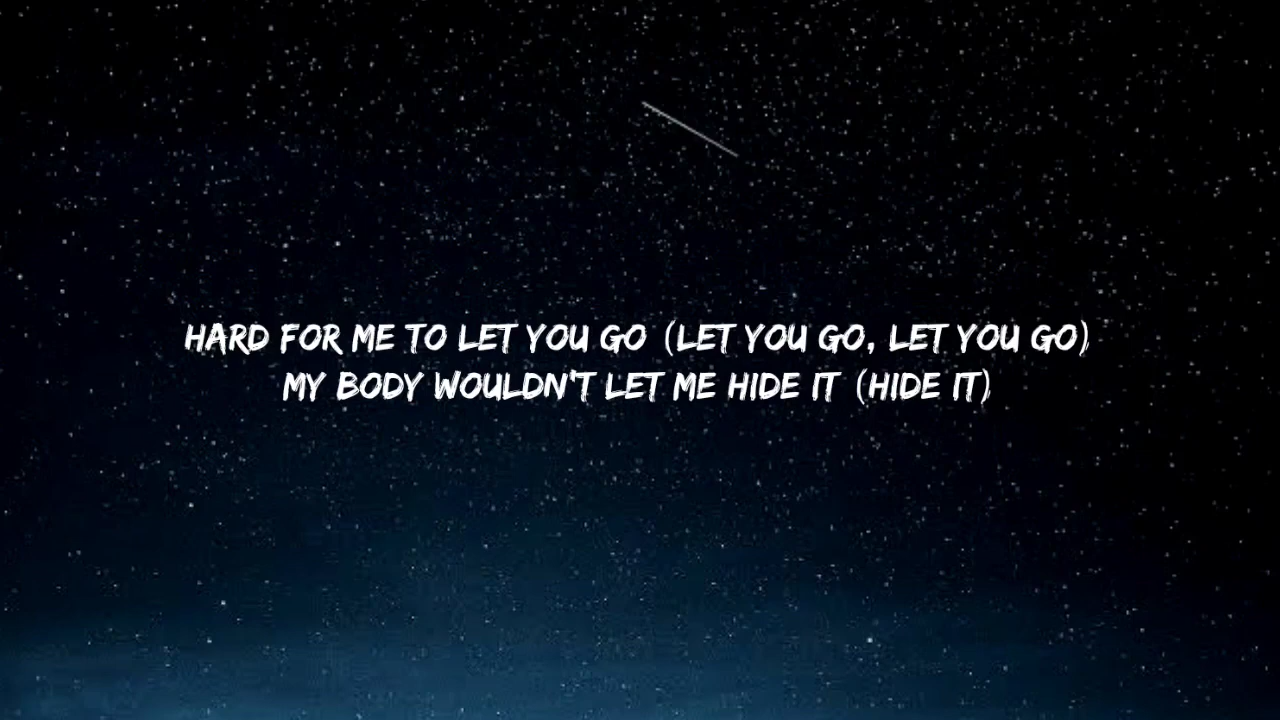 HARD FOR ME TO LET YOU GO (LET YOU GO, LET YOU GO)
MY BODY WOULDN'T LET ME HIDE IT (HIDE IT)